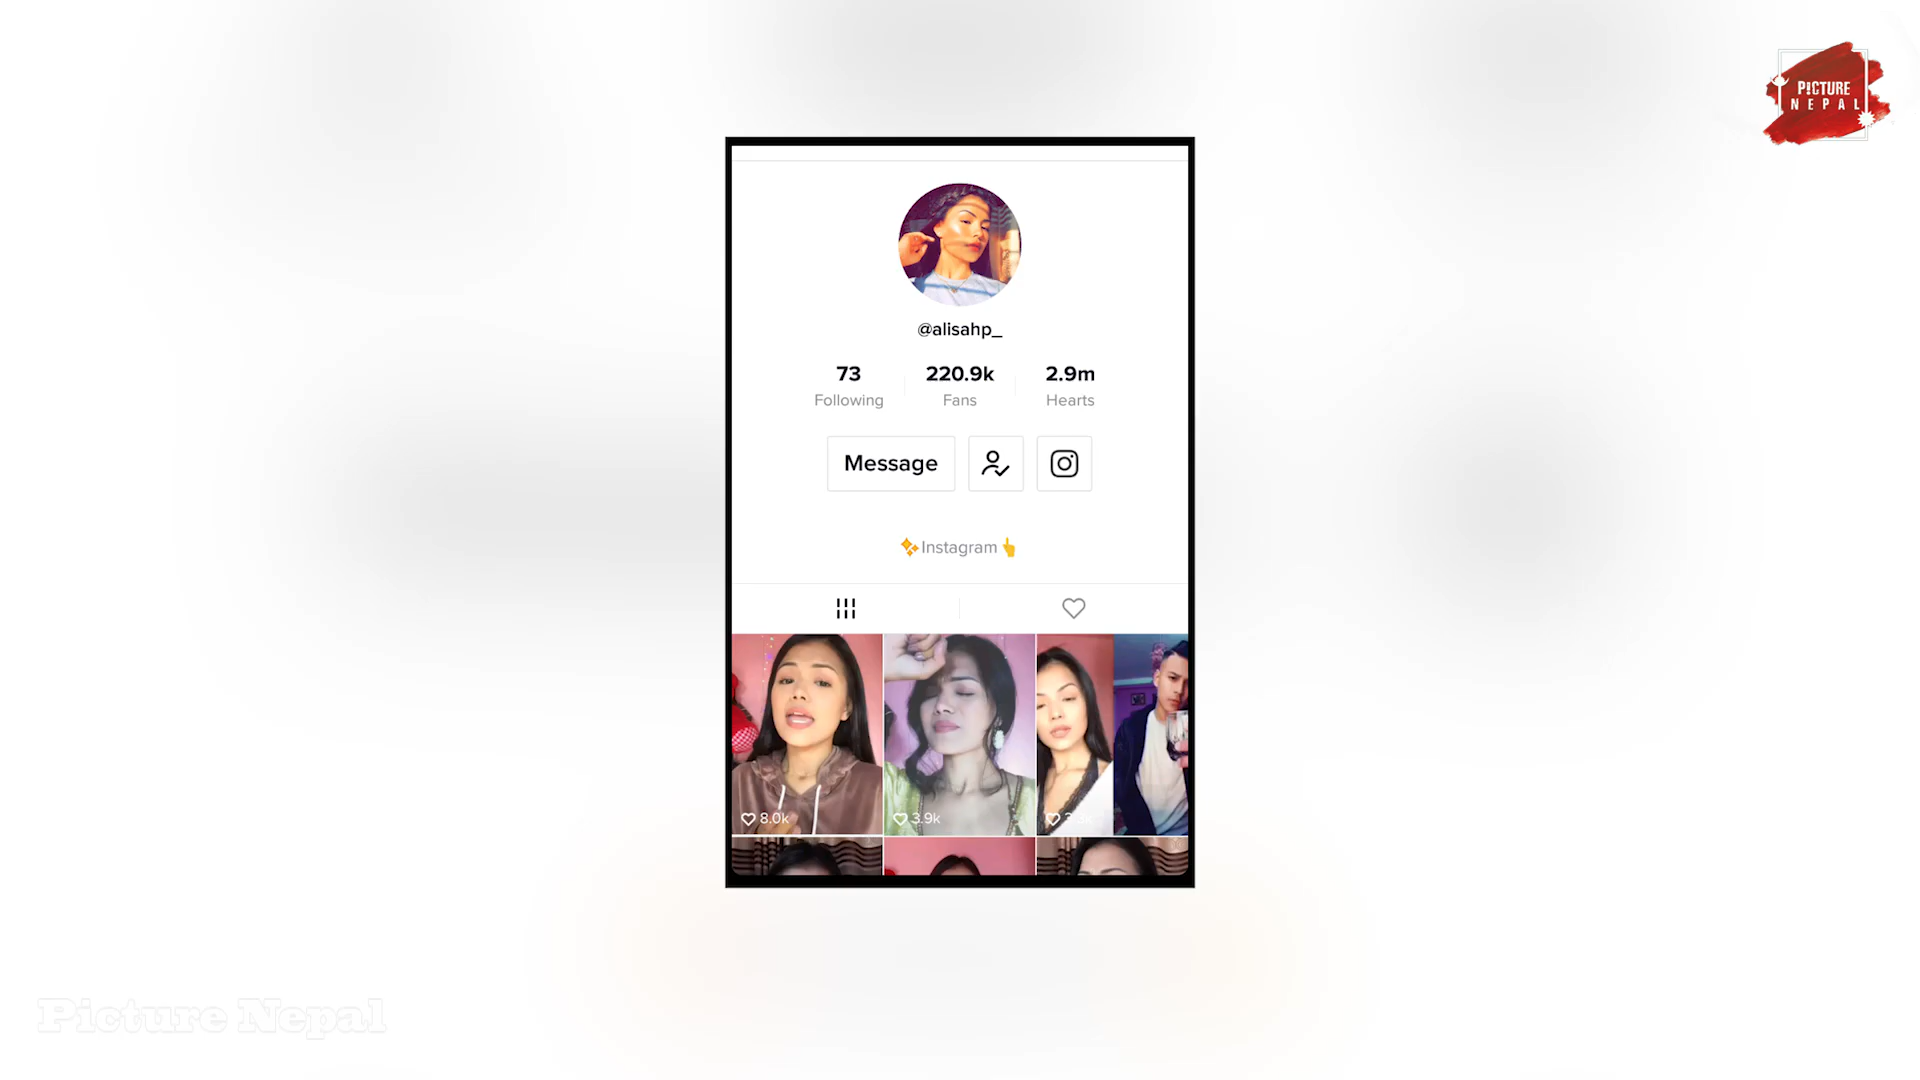 PICTURE
NEPAL
@alisahp_
73 220.9k 2.9m
Following Fans Hearts
Message
✨Instagram👆
8.0k 3.9k
Picture Nepal